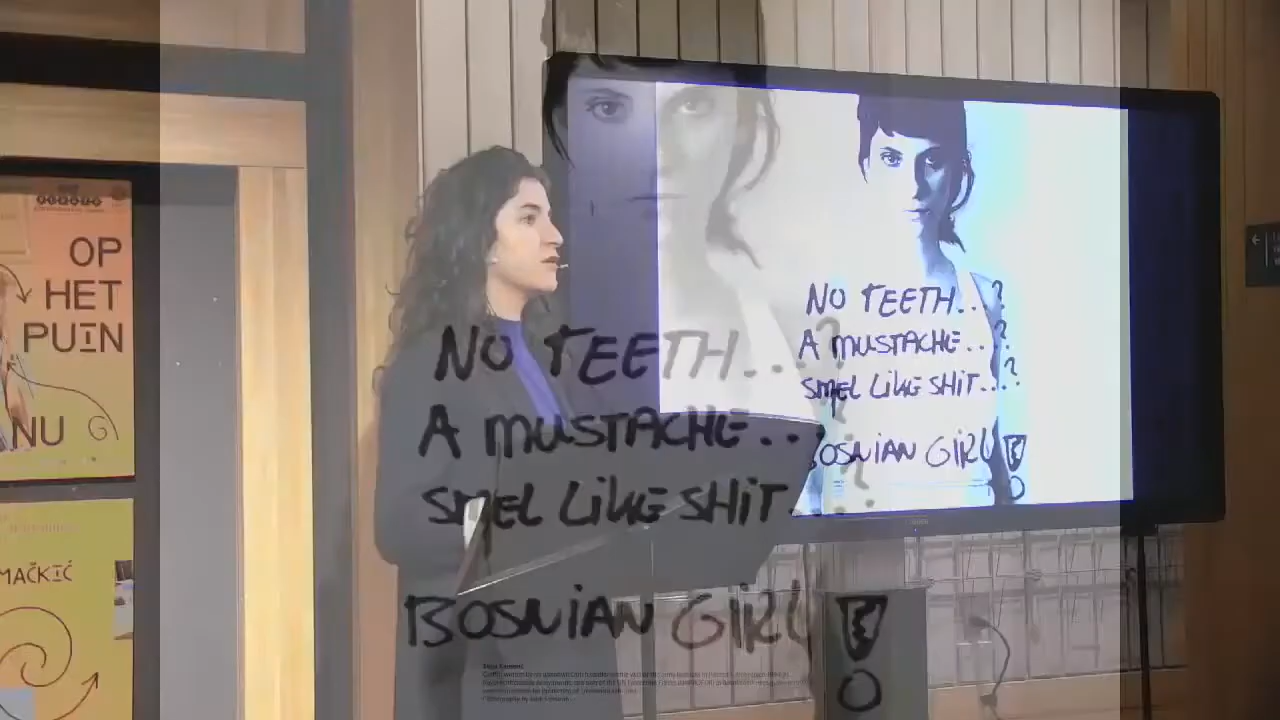 OP
HET
PUIN
NU
MAČKIĆ
NO TEETH...?
A MUSTACHE...?
SMEL LIKE SHIT...?
BOSNIAN GIRL!
NO TEETH...?
A MUSTACHE...?
SMEL LIKE SHIT...?
BOSNIAN GIRL!